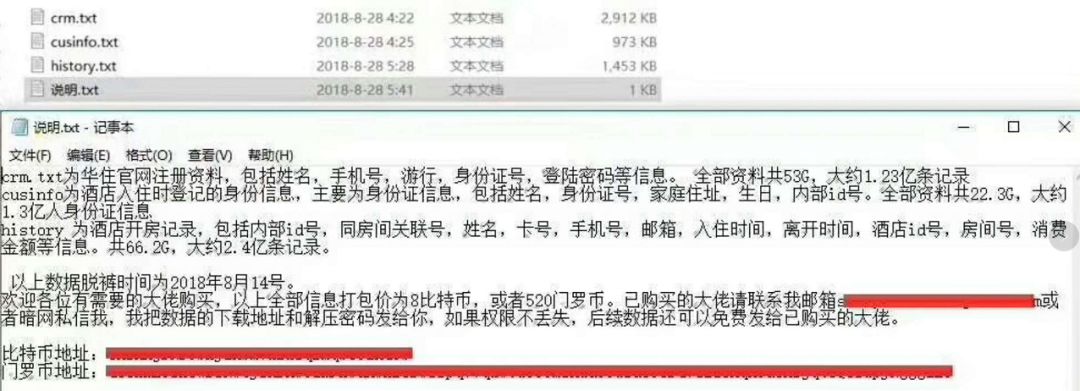 crm.txt 2018-8-28 4:22 文本文档 2,912 KB
cusinfo.txt 2018-8-28 4:25 文本文档 973 KB
history.txt 2018-8-28 5:28 文本文档 1,453 KB
说明.txt 2018-8-28 5:41 文本文档 1 KB
说明.txt - 记事本
文件(F) 编辑(E) 格式(O) 查看(V) 帮助(H)
crm.txt为华住官网注册资料，包括姓名，手机号，游行，身份证号，登陆密码等信息。 全部资料共53G，大约1.23亿条记录
cusinfo为酒店入住时登记的身份信息，主要为身份证信息，包括姓名，身份证号，家庭住址，生日，内部id号。全部资料共22.3G，大约
1.3亿人身份证信息
history 为酒店开房记录，包括内部id号，同房间关联号，姓名，卡号，手机号，邮箱，入住时间，离开时间，酒店id号，房间号，消费
金额等信息。共66.2G，大约2.4亿条记录。
以上数据脱裤时间为2018年8月14号。
欢迎各位有需要的大佬购买，以上全部信息打包价为8比特币，或者520门罗币。已购买的大佬请联系我邮箱s m或
者暗网私信我，我把数据的下载地址和解压密码发给你，如果权限不丢失，后续数据还可以免费发给已购买的大佬。
比特币地址：
门罗币地址：